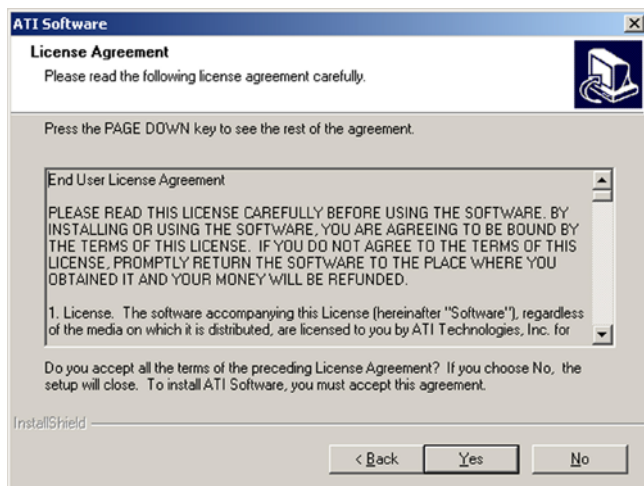 ATI Software
License Agreement
Please read the following license agreement carefully.
Press the PAGE DOWN key to see the rest of the agreement.
End User License Agreement
PLEASE READ THIS LICENSE CAREFULLY BEFORE USING THE SOFTWARE. BY
INSTALLING OR USING THE SOFTWARE, YOU ARE AGREEING TO BE BOUND BY
THE TERMS OF THIS LICENSE. IF YOU DO NOT AGREE TO THE TERMS OF THIS
LICENSE, PROMPTLY RETURN THE SOFTWARE TO THE PLACE WHERE YOU
OBTAINED IT AND YOUR MONEY WILL BE REFUNDED.
1. License. The software accompanying this License (hereinafter "Software"), regardless
of the media on which it is distributed, are licensed to you by ATI Technologies, Inc. for
Do you accept all the terms of the preceding License Agreement? If you choose No, the
setup will close. To install ATI Software, you must accept this agreement.
InstallShield
< Back Yes No